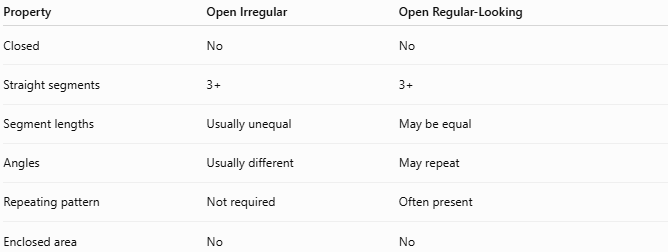 Property Open Irregular Open Regular-Looking
Closed No No
Straight segments 3+ 3+
Segment lengths Usually unequal May be equal
Angles Usually different May repeat
Repeating pattern Not required Often present
Enclosed area No No